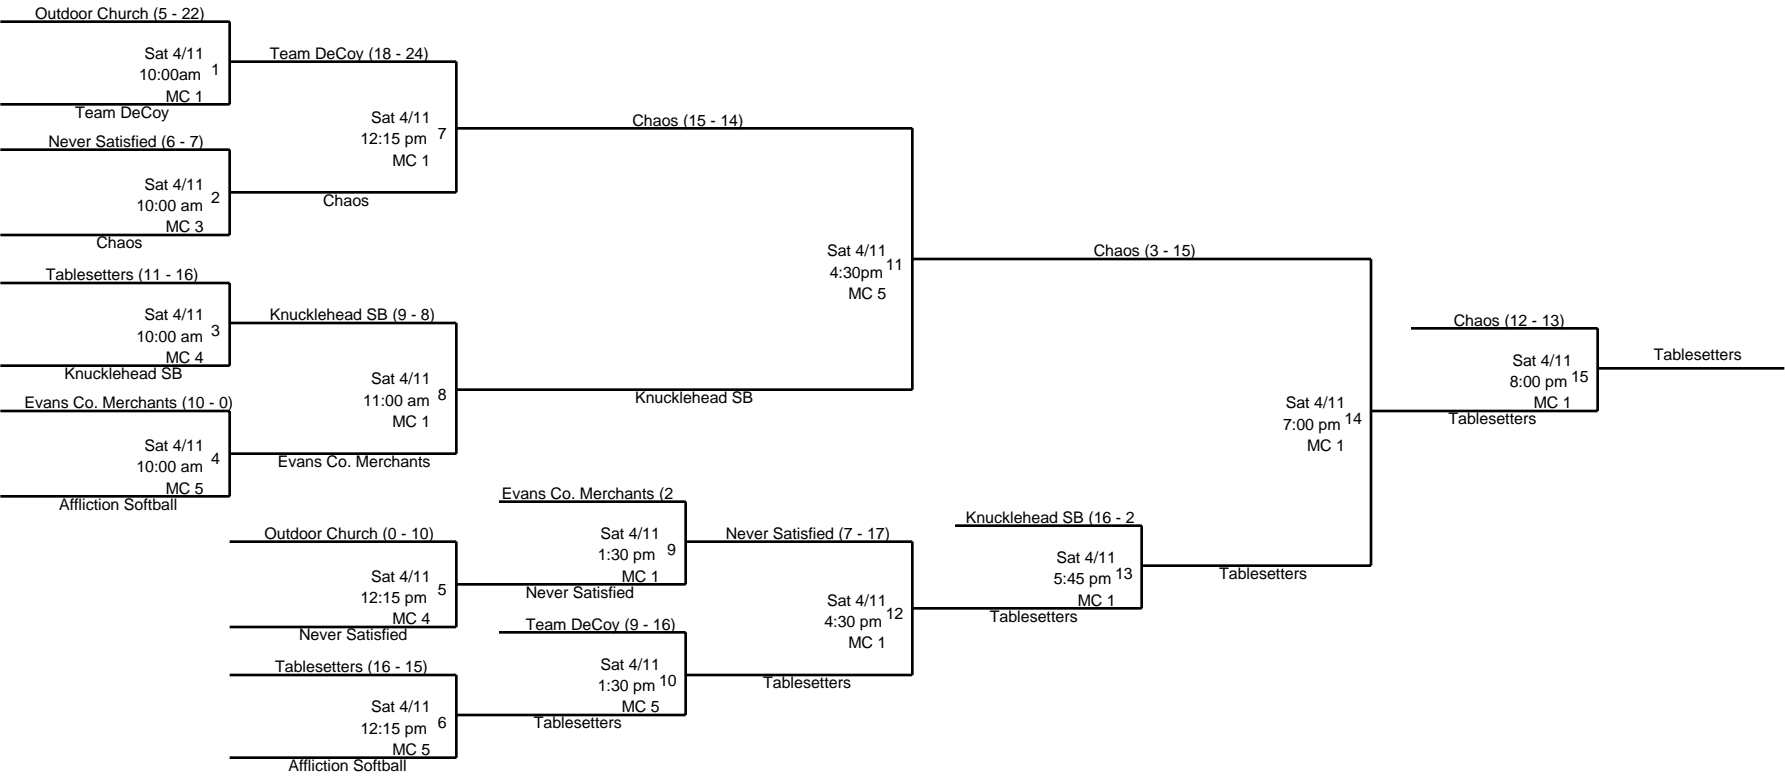 Outdoor Church (5 - 22)
Sat 4/11
10:00am 1
MC 1
Team DeCoy
Never Satisfied (6 - 7)
Sat 4/11
10:00 am 2
MC 3
Chaos
Tablesetters (11 - 16)
Sat 4/11
10:00 am 3
MC 4
Knucklehead SB
Evans Co. Merchants (10 - 0)
Sat 4/11
10:00 am 4
MC 5
Affliction Softball
Team DeCoy (18 - 24)
Sat 4/11
12:15 pm 7
MC 1
Chaos
Knucklehead SB (9 - 8)
Sat 4/11
11:00 am 8
MC 1
Evans Co. Merchants
Outdoor Church (0 - 10)
Sat 4/11
12:15 pm 5
MC 4
Never Satisfied
Tablesetters (16 - 15)
Sat 4/11
12:15 pm 6
MC 5
Affliction Softball
Evans Co. Merchants (2
Sat 4/11
1:30 pm 9
MC 1
Never Satisfied
Team DeCoy (9 - 16)
Sat 4/11
1:30 pm 10
MC 5
Tablesetters
Chaos (15 - 14)
Sat 4/11
4:30pm 11
MC 5
Knucklehead SB
Never Satisfied (7 - 17)
Sat 4/11
4:30 pm 12
MC 1
Tablesetters
Knucklehead SB (16 - 2
Sat 4/11
5:45 pm 13
MC 1
Tablesetters
Chaos (3 - 15)
Sat 4/11
7:00 pm 14
MC 1
Tablesetters
Chaos (12 - 13)
Sat 4/11
8:00 pm 15
MC 1
Tablesetters
Tablesetters